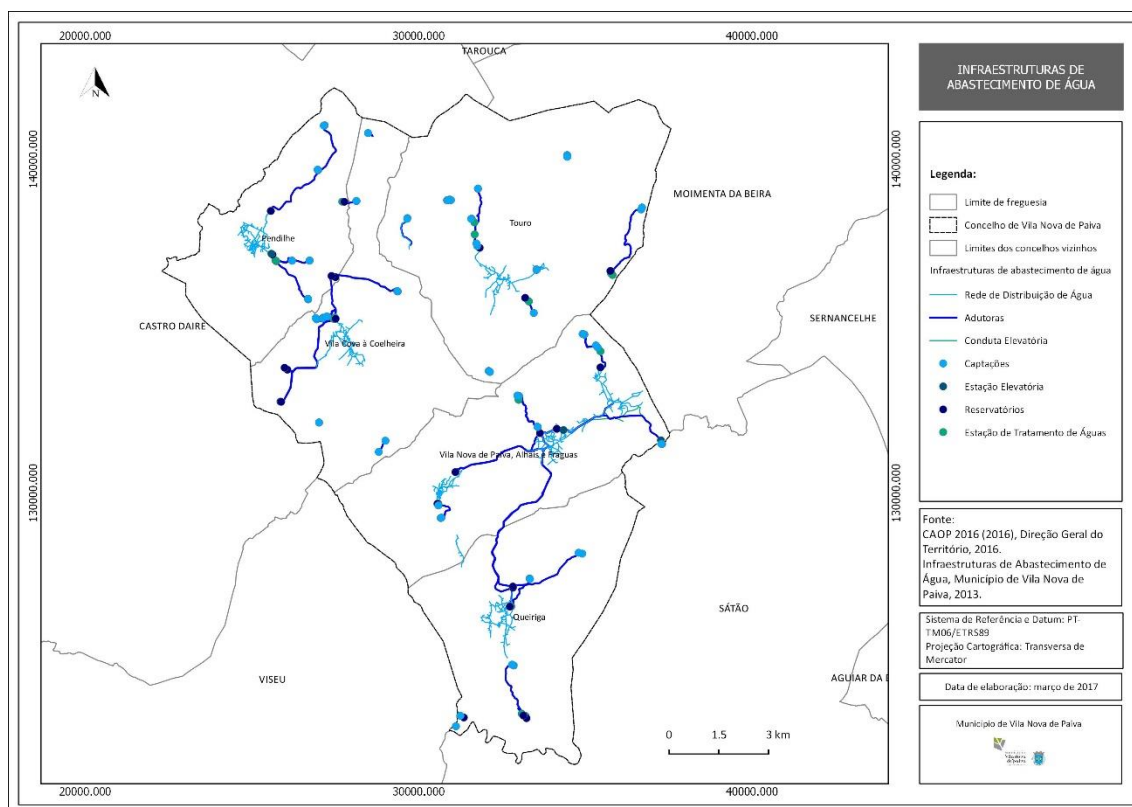 20000.000
30000.000
40000.000
TAROUCA
N
140000.000
140000.000
MOIMENTA DA BEIRA
Touro
Pendilhe
SERNANCELHE
CASTRO DAIRE
Vila Cova à Coelheira
Vila Nova de Paiva, Alhais e Fráguas
130000.000
130000.000
SÁTÃO
Queiriga
VISEU
AGUIAR DA B
0 1.5 3 km
20000.000
30000.000
40000.000
INFRAESTRUTURAS DE
ABASTECIMENTO DE ÁGUA
Legenda:
Limite de freguesia
Concelho de Vila Nova de Paiva
Limites dos concelhos vizinhos
Infraestruturas de abastecimento de água
Rede de Distribuição de Água
Adutoras
Conduta Elevatória
Captações
Estação Elevatória
Reservatórios
Estação de Tratamento de Águas
Fonte:
CAOP 2016 (2016), Direção Geral do
Território, 2016.
Infraestruturas de Abastecimento de
Água, Município de Vila Nova de
Paiva, 2013.
Sistema de Referência e Datum: PT-
TM06/ETRS89
Projeção Cartográfica: Transversa de
Mercator
Data de elaboração: março de 2017
Município de Vila Nova de Paiva